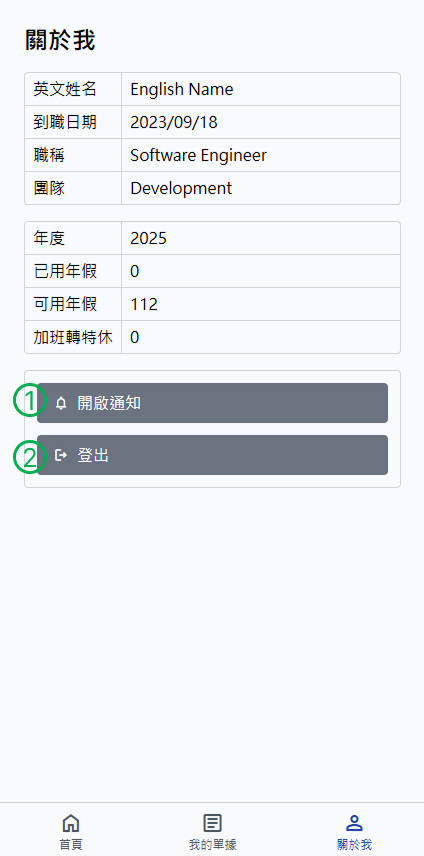 關於我
英文姓名 English Name
到職日期 2023/09/18
職稱 Software Engineer
團隊 Development
年度 2025
已用年假 0
可用年假 112
加班轉特休 0
1 開啟通知
2 登出
首頁 我的單據 關於我